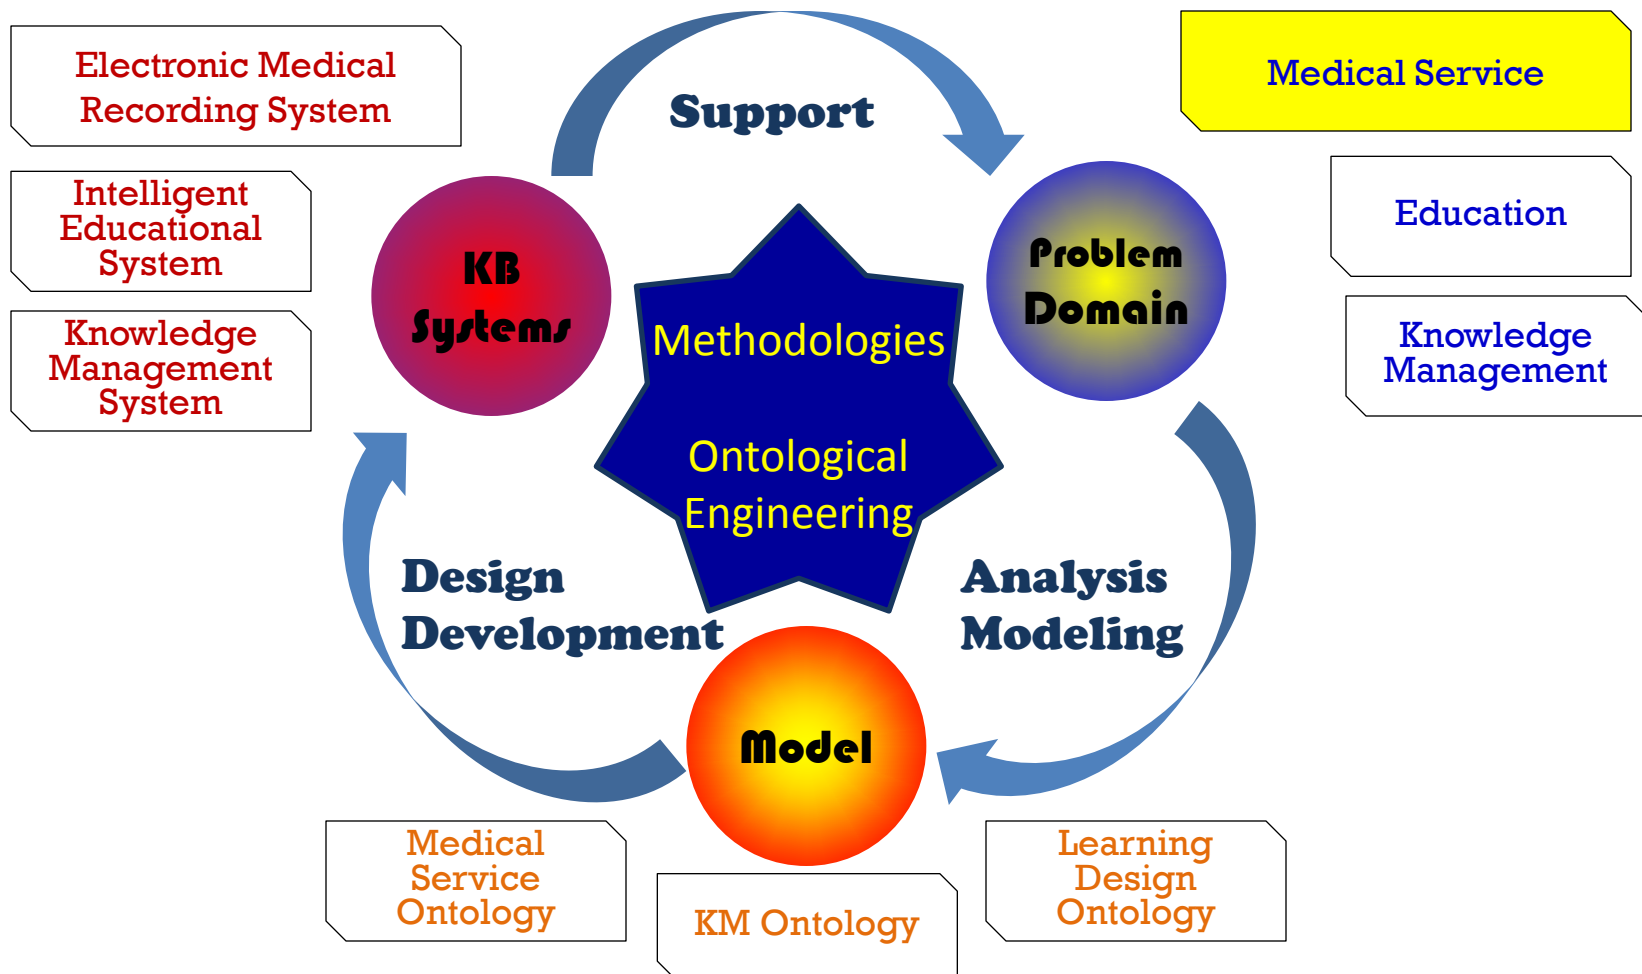 Electronic Medical
Recording System
Support
Medical Service
Intelligent
Educational
System
Education
KB
Systems
Problem
Domain
Knowledge
Management
System
Methodologies
Ontological
Engineering
Knowledge
Management
Design
Development
Analysis
Modeling
Model
Medical
Service
Ontology
KM Ontology
Learning
Design
Ontology